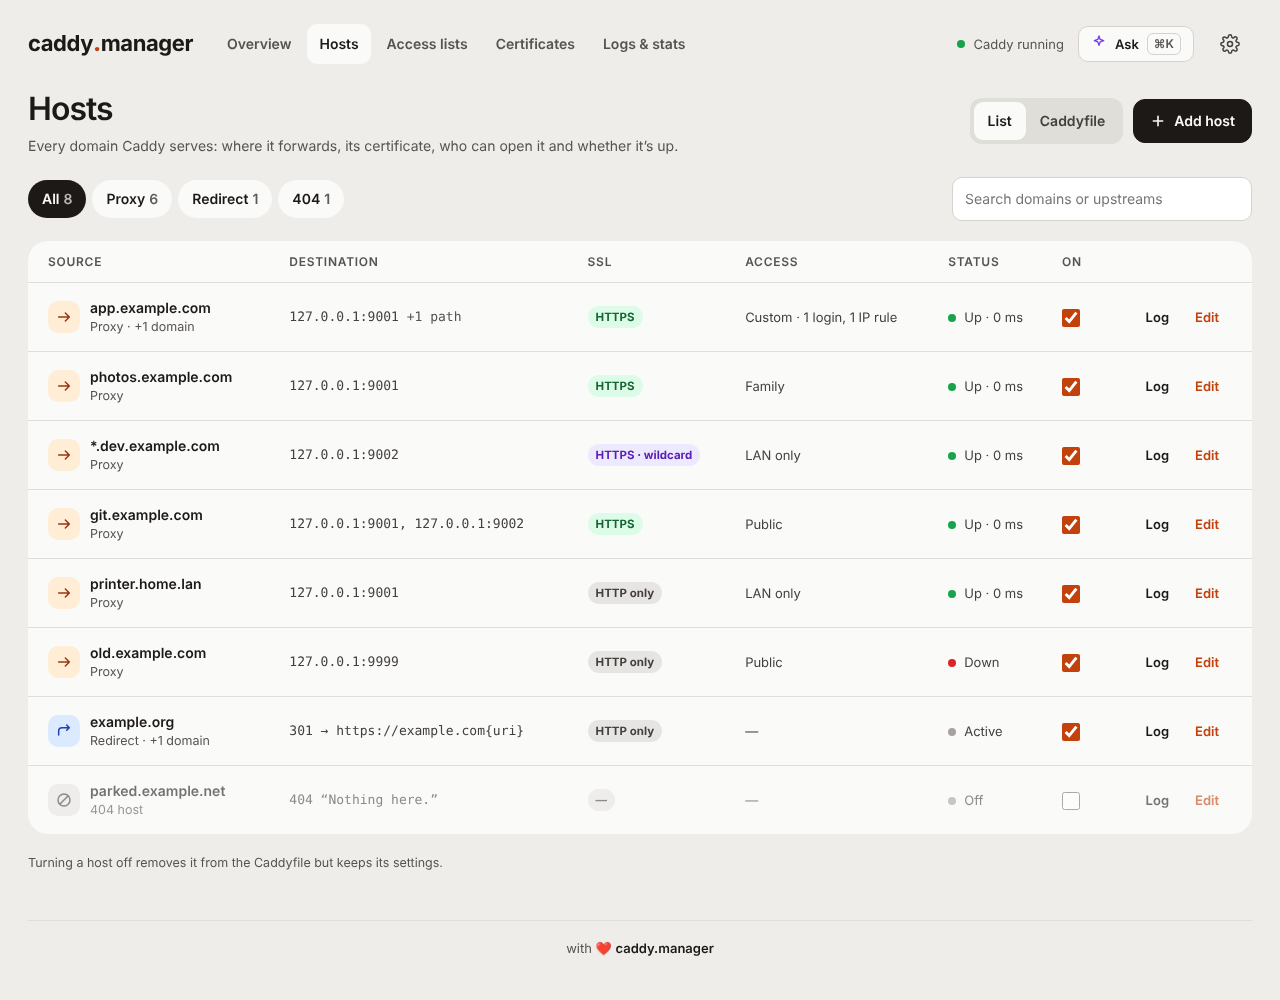 caddy.manager Overview Hosts Access lists Certificates Logs & stats Caddy running Ask ⌘K
Hosts
Every domain Caddy serves: where it forwards, its certificate, who can open it and whether it’s up.
List Caddyfile + Add host
All 8 Proxy 6 Redirect 1 404 1 Search domains or upstreams
SOURCE DESTINATION SSL ACCESS STATUS ON
app.example.com
Proxy · +1 domain
127.0.0.1:9001 +1 path HTTPS Custom · 1 login, 1 IP rule Up · 0 ms Log Edit
photos.example.com
Proxy
127.0.0.1:9001 HTTPS Family Up · 0 ms Log Edit
*.dev.example.com
Proxy
127.0.0.1:9002 HTTPS · wildcard LAN only Up · 0 ms Log Edit
git.example.com
Proxy
127.0.0.1:9001, 127.0.0.1:9002 HTTPS Public Up · 0 ms Log Edit
printer.home.lan
Proxy
127.0.0.1:9001 HTTP only LAN only Up · 0 ms Log Edit
old.example.com
Proxy
127.0.0.1:9999 HTTP only Public Down Log Edit
example.org
Redirect · +1 domain
301 → https://example.com{uri} HTTP only — Active Log Edit
parked.example.net
404 host
404 “Nothing here.” — — Off Log Edit
Turning a host off removes it from the Caddyfile but keeps its settings.
with ❤️ caddy.manager